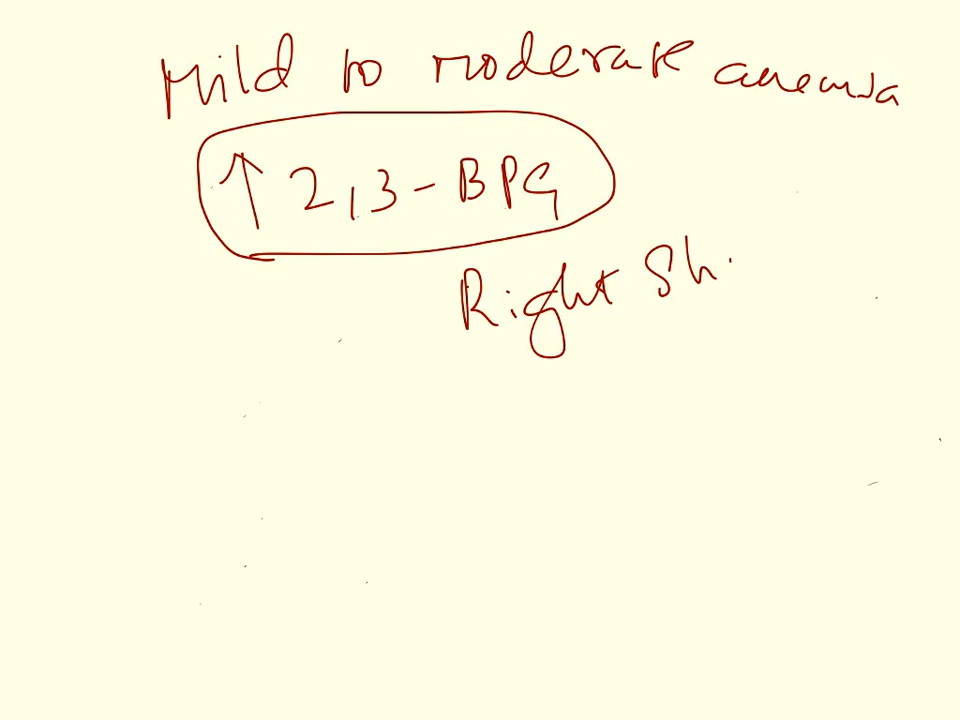 Mild to moderate anemia
↑ 2,3-BPG
Right Sh.